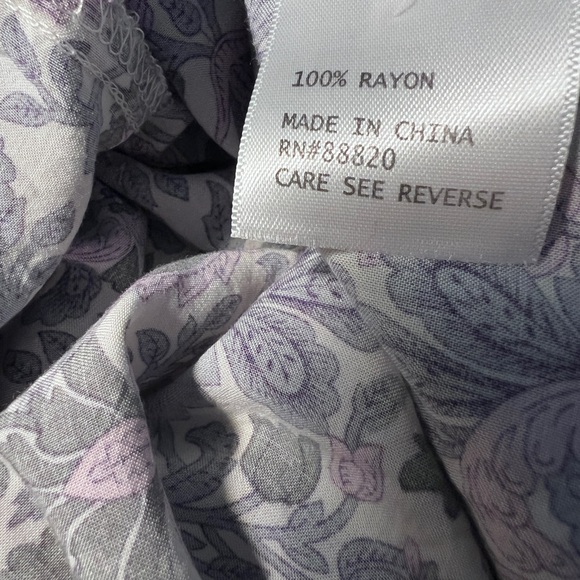 100% RAYON
MADE IN CHINA
RN#88820
CARE SEE REVERSE